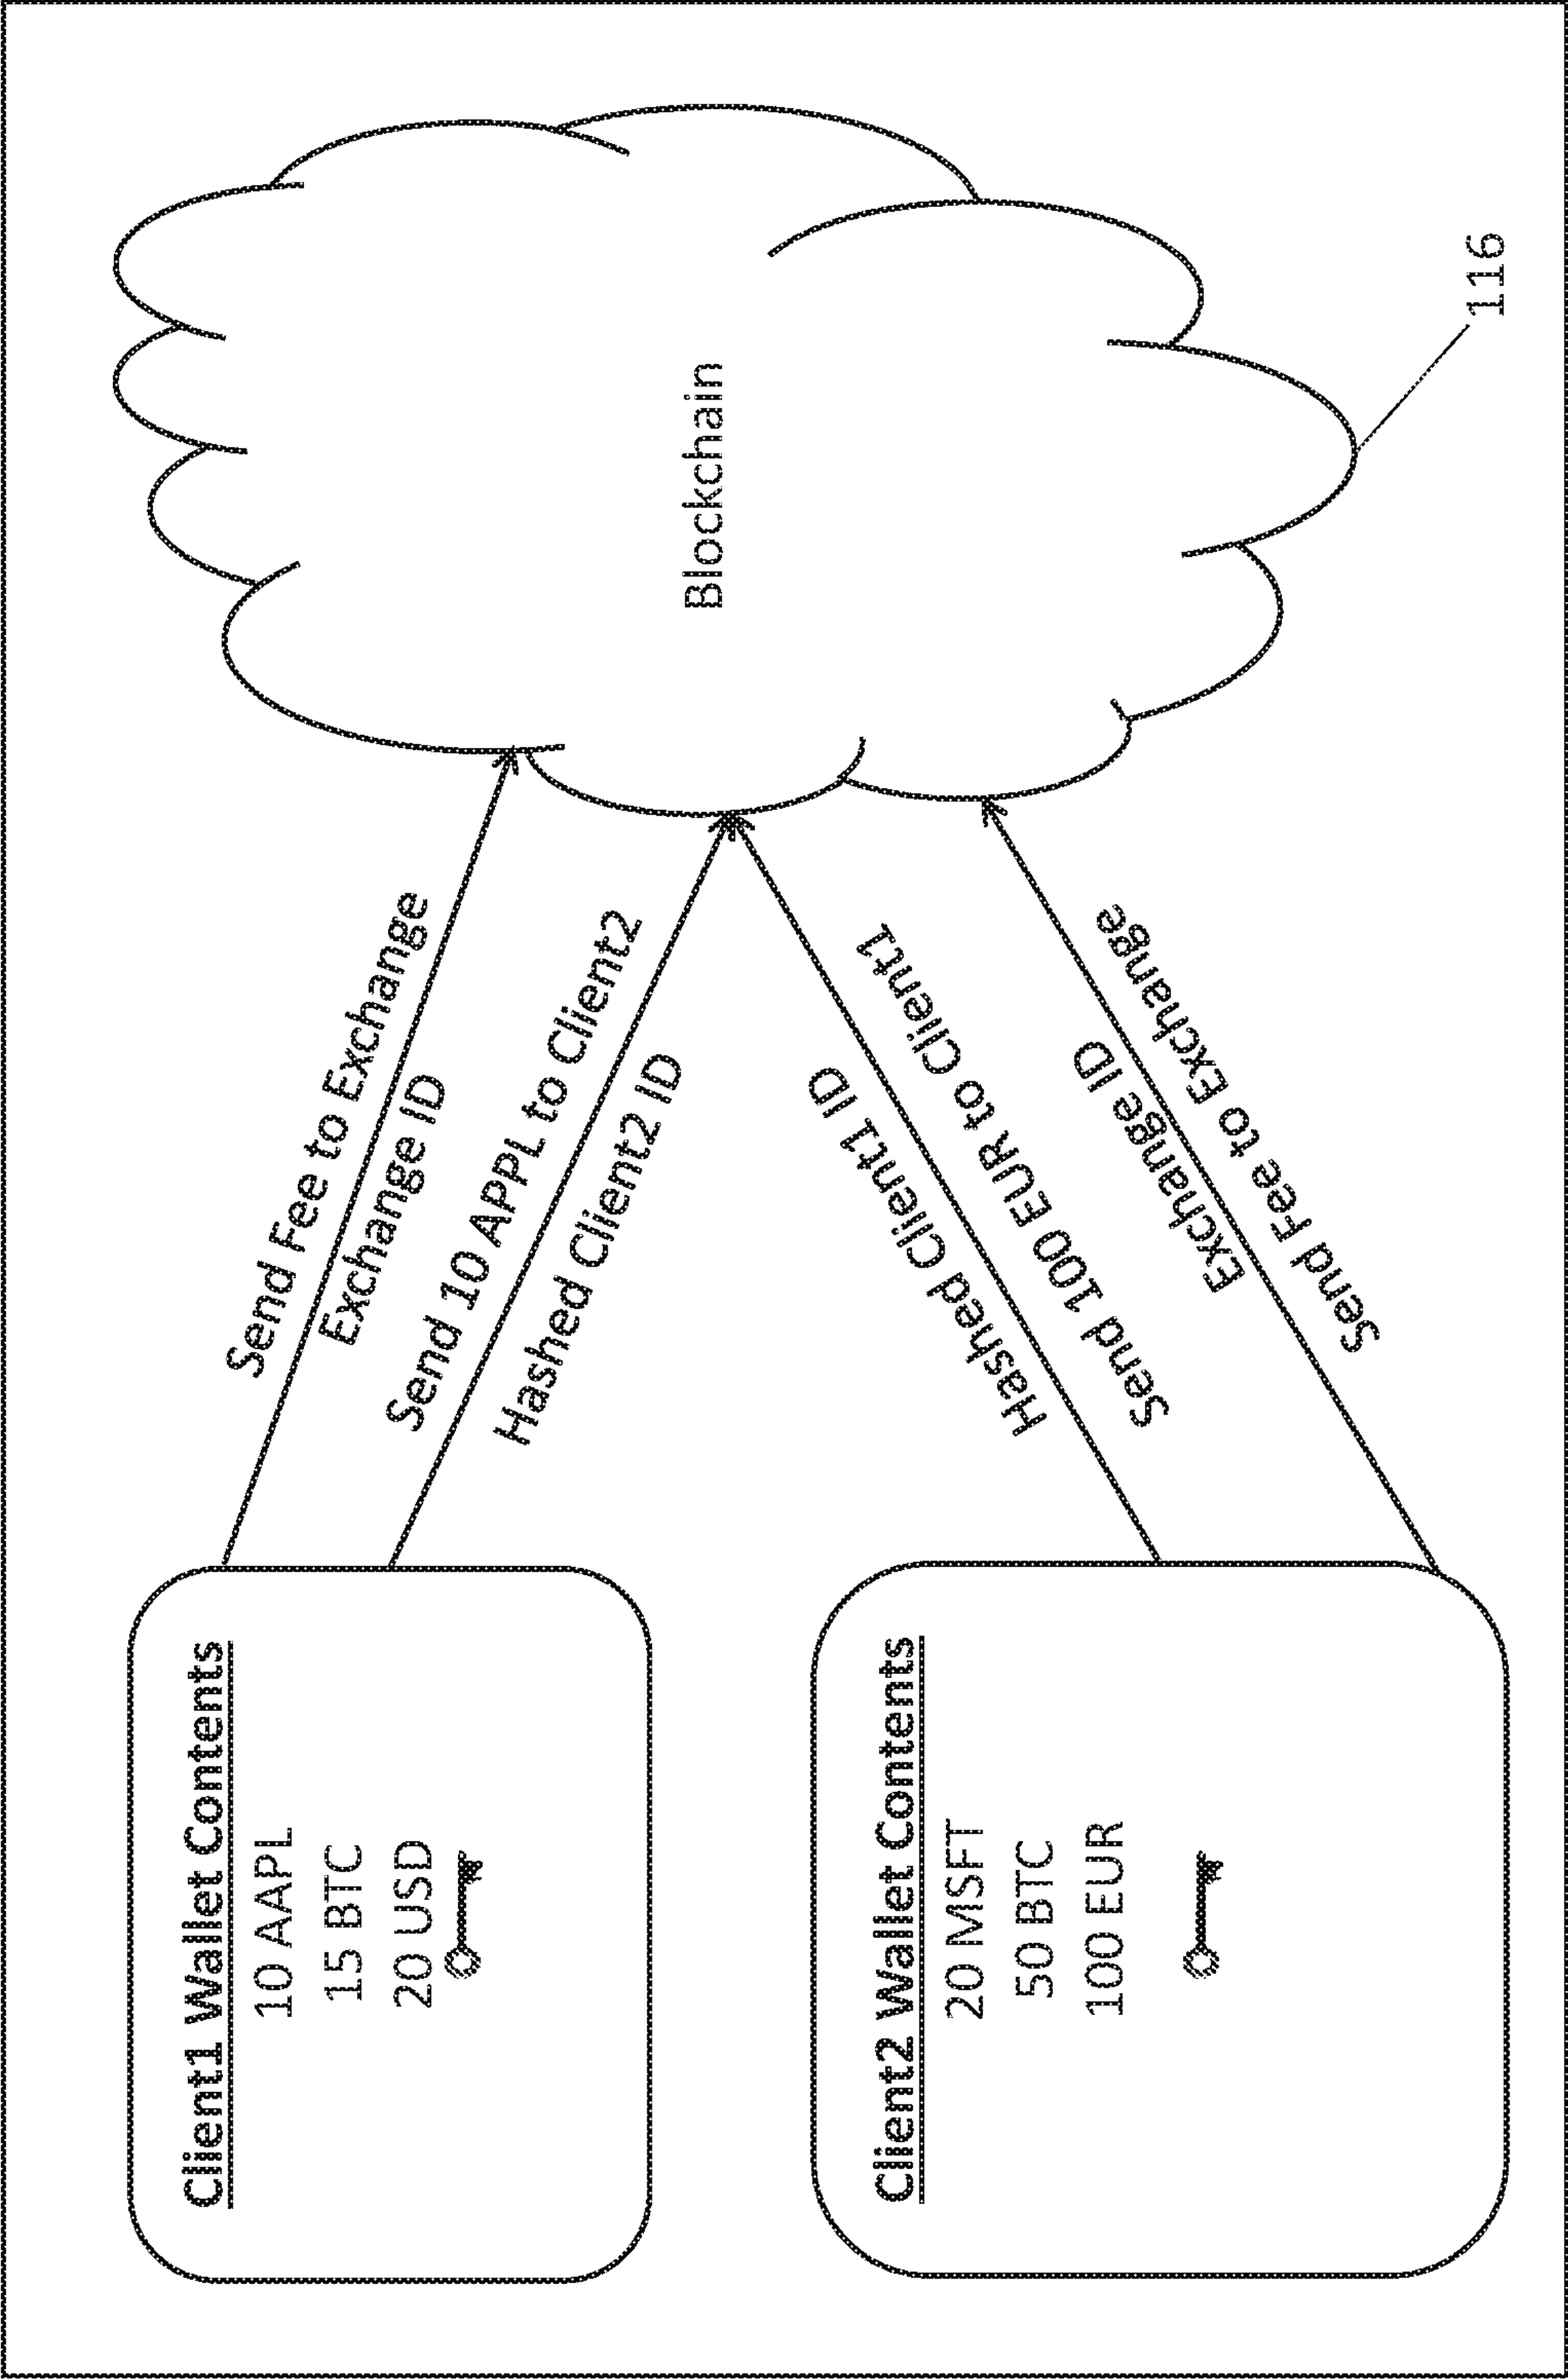 Client1 Wallet Contents
10 AAPL
15 BTC
20 USD
Send Fee to Exchange
Exchange ID
Send 10 APPL to Client2
Hashed Client2 ID
Blockchain
Client2 Wallet Contents
20 MSFT
50 BTC
100 EUR
Hashed Client1 ID
Send 100 EUR to Client1
Exchange ID
Send Fee to Exchange
116